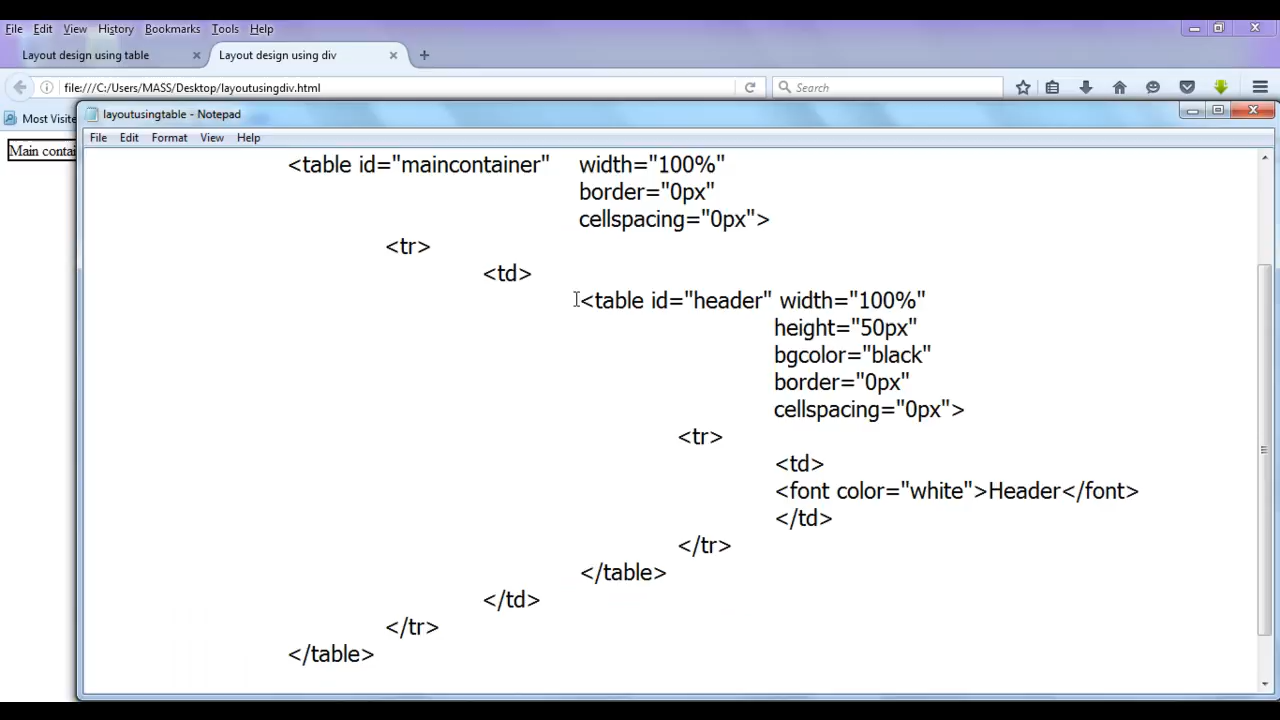 File Edit View History Bookmarks Tools Help
Layout design using table Layout design using div
file:///C:/Users/MASS/Desktop/layoutusingdiv.html Search
Most Visite
layoutusingtable - Notepad
File Edit Format View Help
Main contai
<table id="maincontainer" width="100%"
border="0px"
cellspacing="0px">
<tr>
<td>
<table id="header" width="100%"
height="50px"
bgcolor="black"
border="0px"
cellspacing="0px">
<tr>
<td>
<font color="white">Header</font>
</td>
</tr>
</table>
</td>
</tr>
</table>